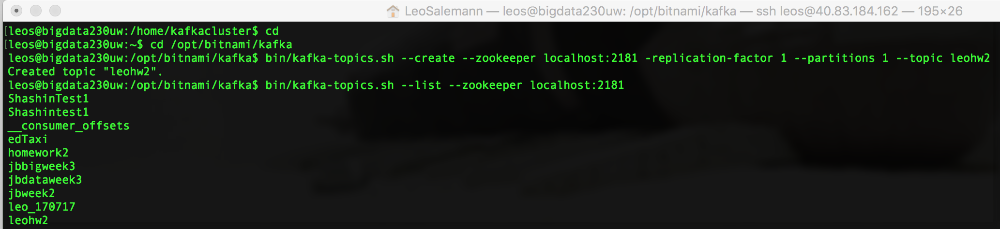 LeoSalemann — leos@bigdata230uw: /opt/bitnami/kafka — ssh leos@40.83.184.162 — 195×26
[leos@bigdata230uw:/home/kafkacluster$ cd
[leos@bigdata230uw:~$ cd /opt/bitnami/kafka
leos@bigdata230uw:/opt/bitnami/kafka$ bin/kafka-topics.sh --create --zookeeper localhost:2181 -replication-factor 1 --partitions 1 --topic leohw2
Created topic "leohw2".
leos@bigdata230uw:/opt/bitnami/kafka$ bin/kafka-topics.sh --list --zookeeper localhost:2181
ShashinTest1
Shashintest1
__consumer_offsets
edTaxi
homework2
jbbigweek3
jbdataweek3
jbweek2
leo_170717
leohw2